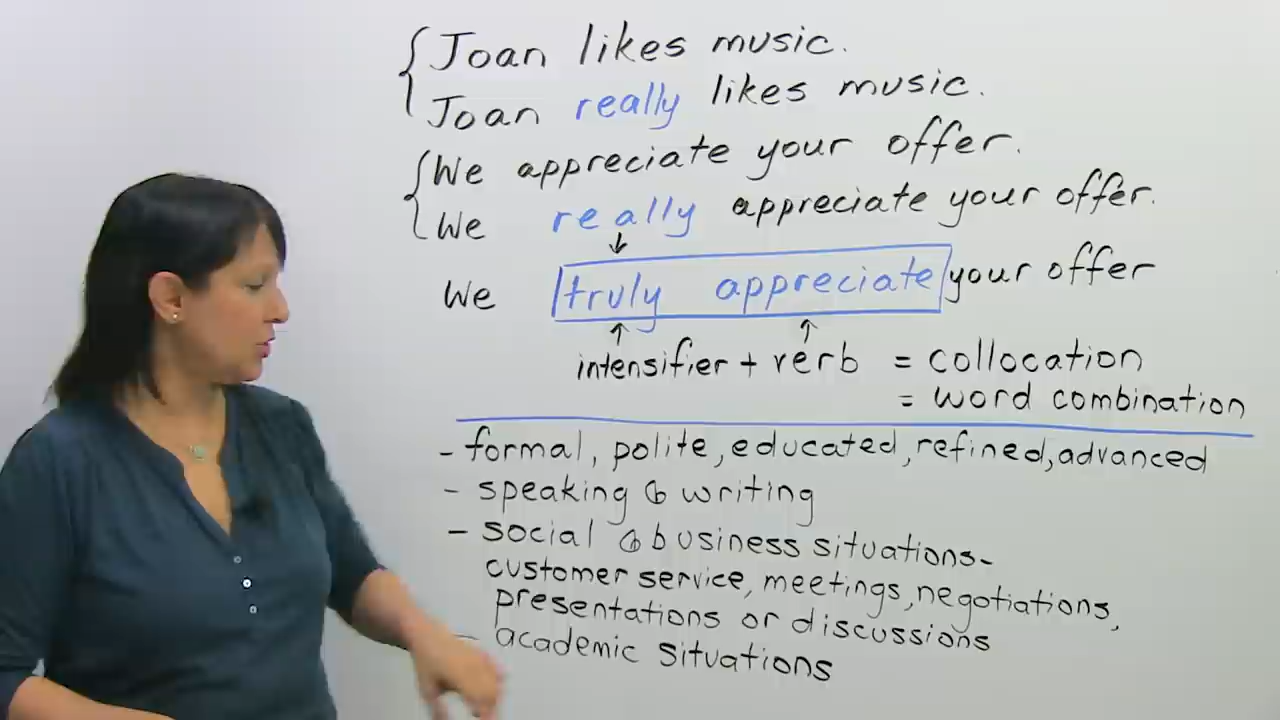 Joan likes music.
Joan really likes music.
We appreciate your offer.
We really appreciate your offer.
We truly appreciate your offer
intensifier + verb = collocation
= word combination
- formal, polite, educated, refined, advanced
- speaking & writing
- social & business situations-
customer service, meetings, negotiations,
presentations or discussions
- academic situations